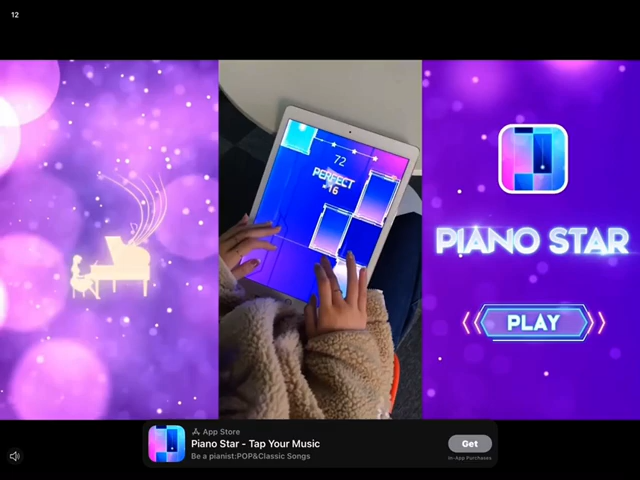 12
72
PERFECT
+16
PIANO STAR
PLAY
App Store
Piano Star - Tap Your Music
Be a pianist:POP&Classic Songs
Get
In-App Purchases